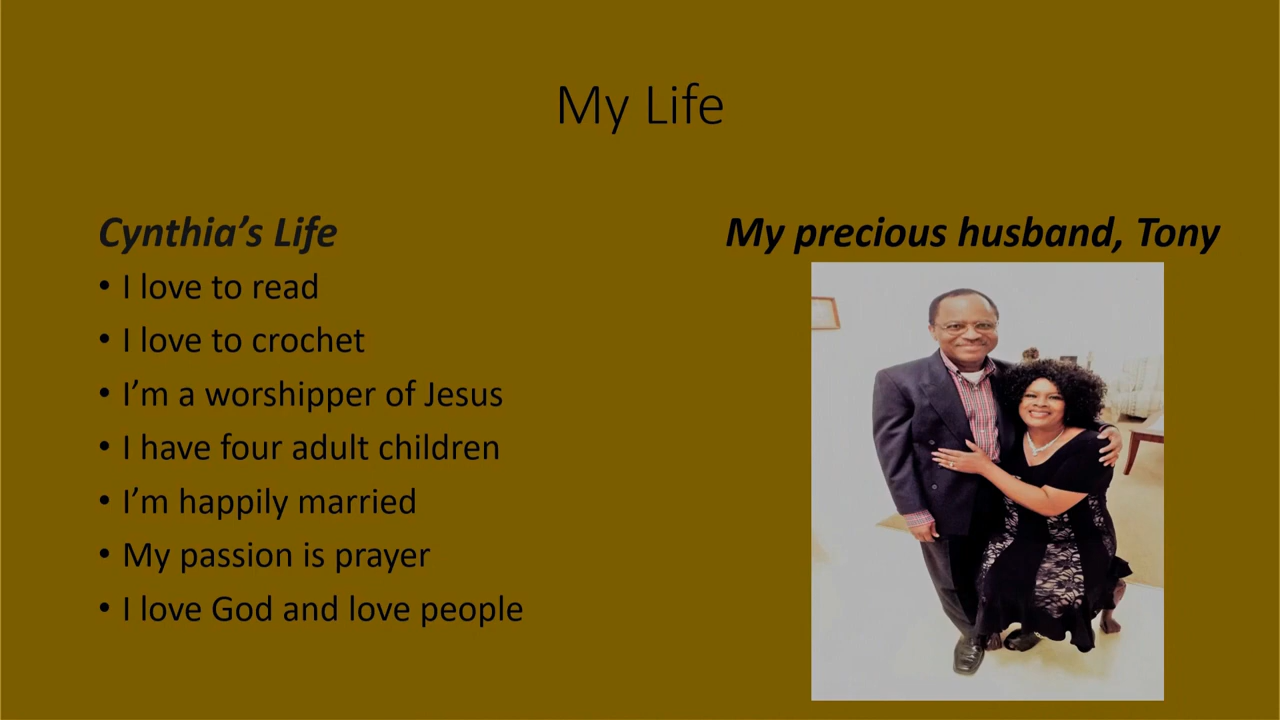 My Life
Cynthia’s Life
• I love to read
• I love to crochet
• I’m a worshipper of Jesus
• I have four adult children
• I’m happily married
• My passion is prayer
• I love God and love people
My precious husband, Tony